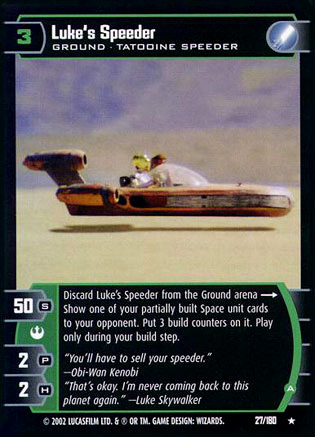 3
Luke's Speeder
GROUND · TATOOINE SPEEDER
50 S
2 P
2 H
Discard Luke's Speeder from the Ground arena →
Show one of your partially built Space unit cards
to your opponent. Put 3 build counters on it. Play
only during your build step.
"You'll have to sell your speeder."
—Obi-Wan Kenobi
"That's okay. I'm never coming back to this
planet again." —Luke Skywalker
A
© 2002 LUCASFILM LTD. & ® OR TM. GAME DESIGN: WIZARDS.
27/180 ★